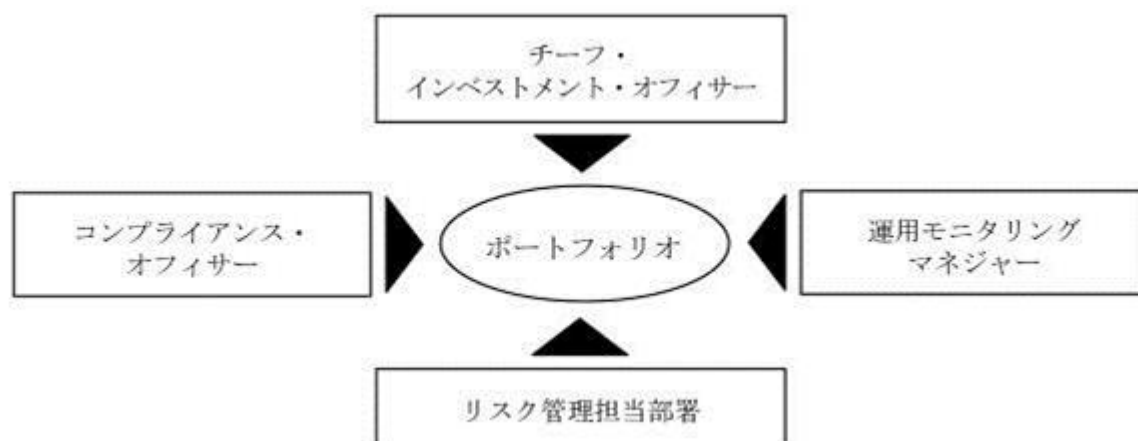 チーフ・
インベストメント・オフィサー
コンプライアンス・
オフィサー
ポートフォリオ
運用モニタリング
マネジャー
リスク管理担当部署